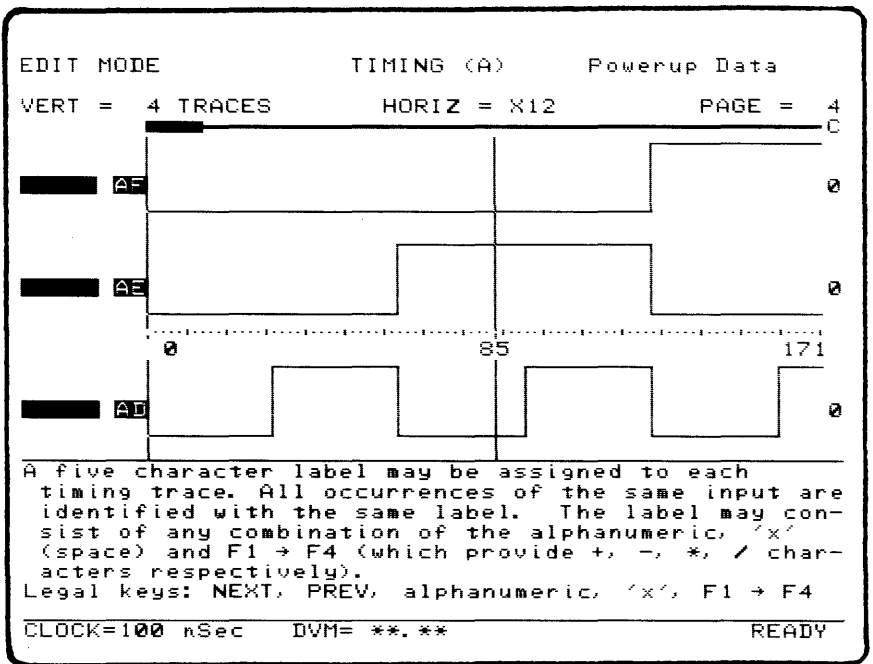 EDIT MODE TIMING (A) Powerup Data
VERT = 4 TRACES HORIZ = X12 PAGE = 4
C
AF 0
AE 0
0 85 171
AD 0
A five character label may be assigned to each
timing trace. All occurrences of the same input are
identified with the same label. The label may con-
sist of any combination of the alphanumeric, 'x'
(space) and F1 → F4 (which provide +, -, *, / char-
acters respectively).
Legal keys: NEXT, PREV, alphanumeric, 'x', F1 → F4
CLOCK=100 nSec DVM= **.** READY